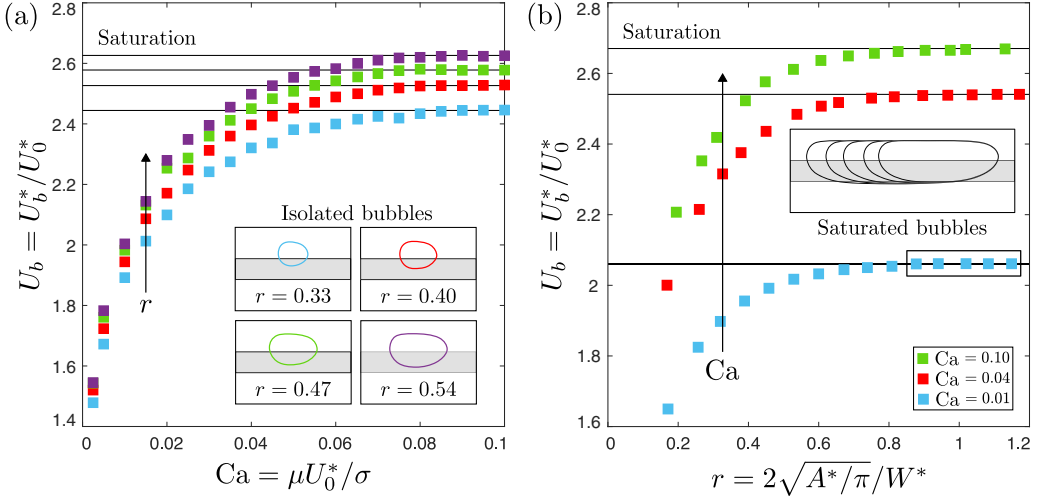 (a)
2.8
2.6
2.4
2.2
2
1.8
1.6
1.4
U_b = U_b^*/U_0^*
Saturation
r
Isolated bubbles
r = 0.33
r = 0.40
r = 0.47
r = 0.54
0
0.02
0.04
0.06
0.08
0.1
Ca = μU_0^*/σ
(b)
2.8
2.6
2.4
2.2
2
1.8
1.6
U_b = U_b^*/U_0^*
Saturation
Saturated bubbles
Ca
Ca = 0.10
Ca = 0.04
Ca = 0.01
0
0.2
0.4
0.6
0.8
1
1.2
r = 2√(A^*/π)/W^*